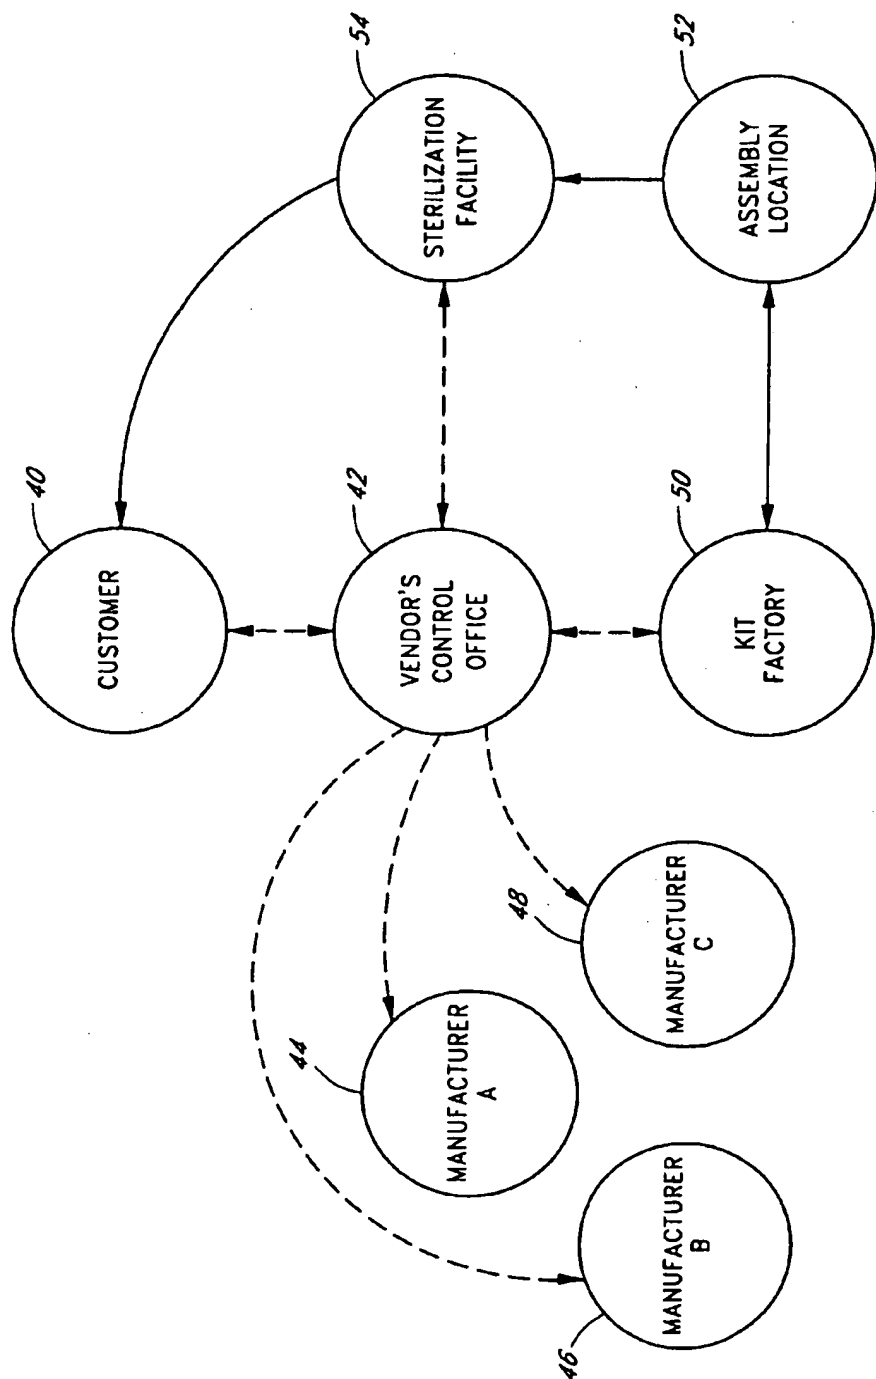 40
CUSTOMER
54
STERILIZATION
FACILITY
42
VENDOR'S
CONTROL
OFFICE
52
ASSEMBLY
LOCATION
50
KIT
FACTORY
44
MANUFACTURER
A
48
MANUFACTURER
C
46
MANUFACTURER
B